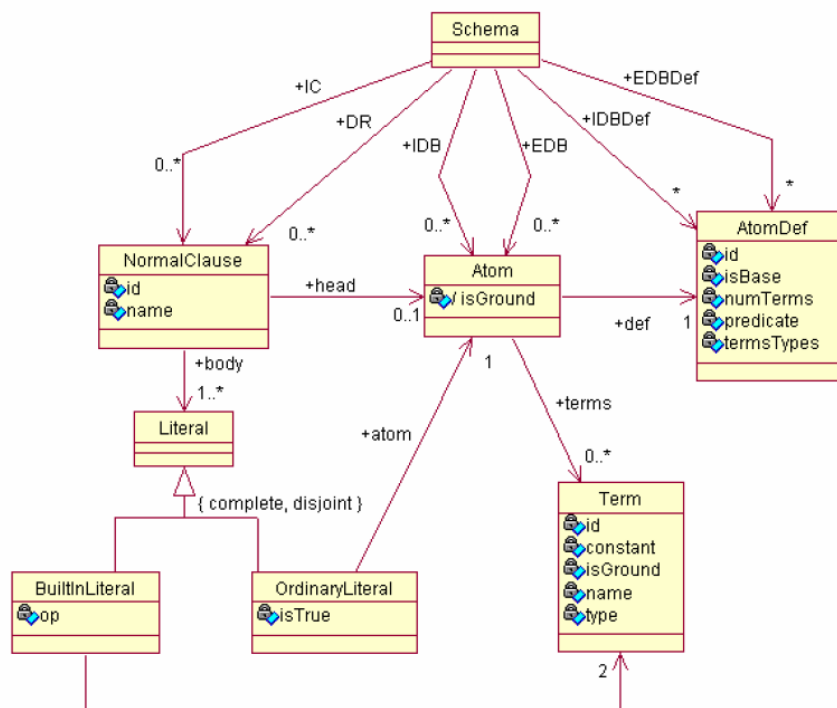 Schema
+IC
+DR
+IDB
+EDB
+IDBDef
+EDBDef
0..*
0..*
0..*
0..*
*
*
NormalClause
id
name
+head
0..1
Atom
/ isGround
+def
1
AtomDef
id
isBase
numTerms
predicate
termsTypes
+body
1..*
Literal
+atom
1
+terms
0..*
{ complete, disjoint }
BuiltInLiteral
op
OrdinaryLiteral
isTrue
Term
id
constant
isGround
name
type
2